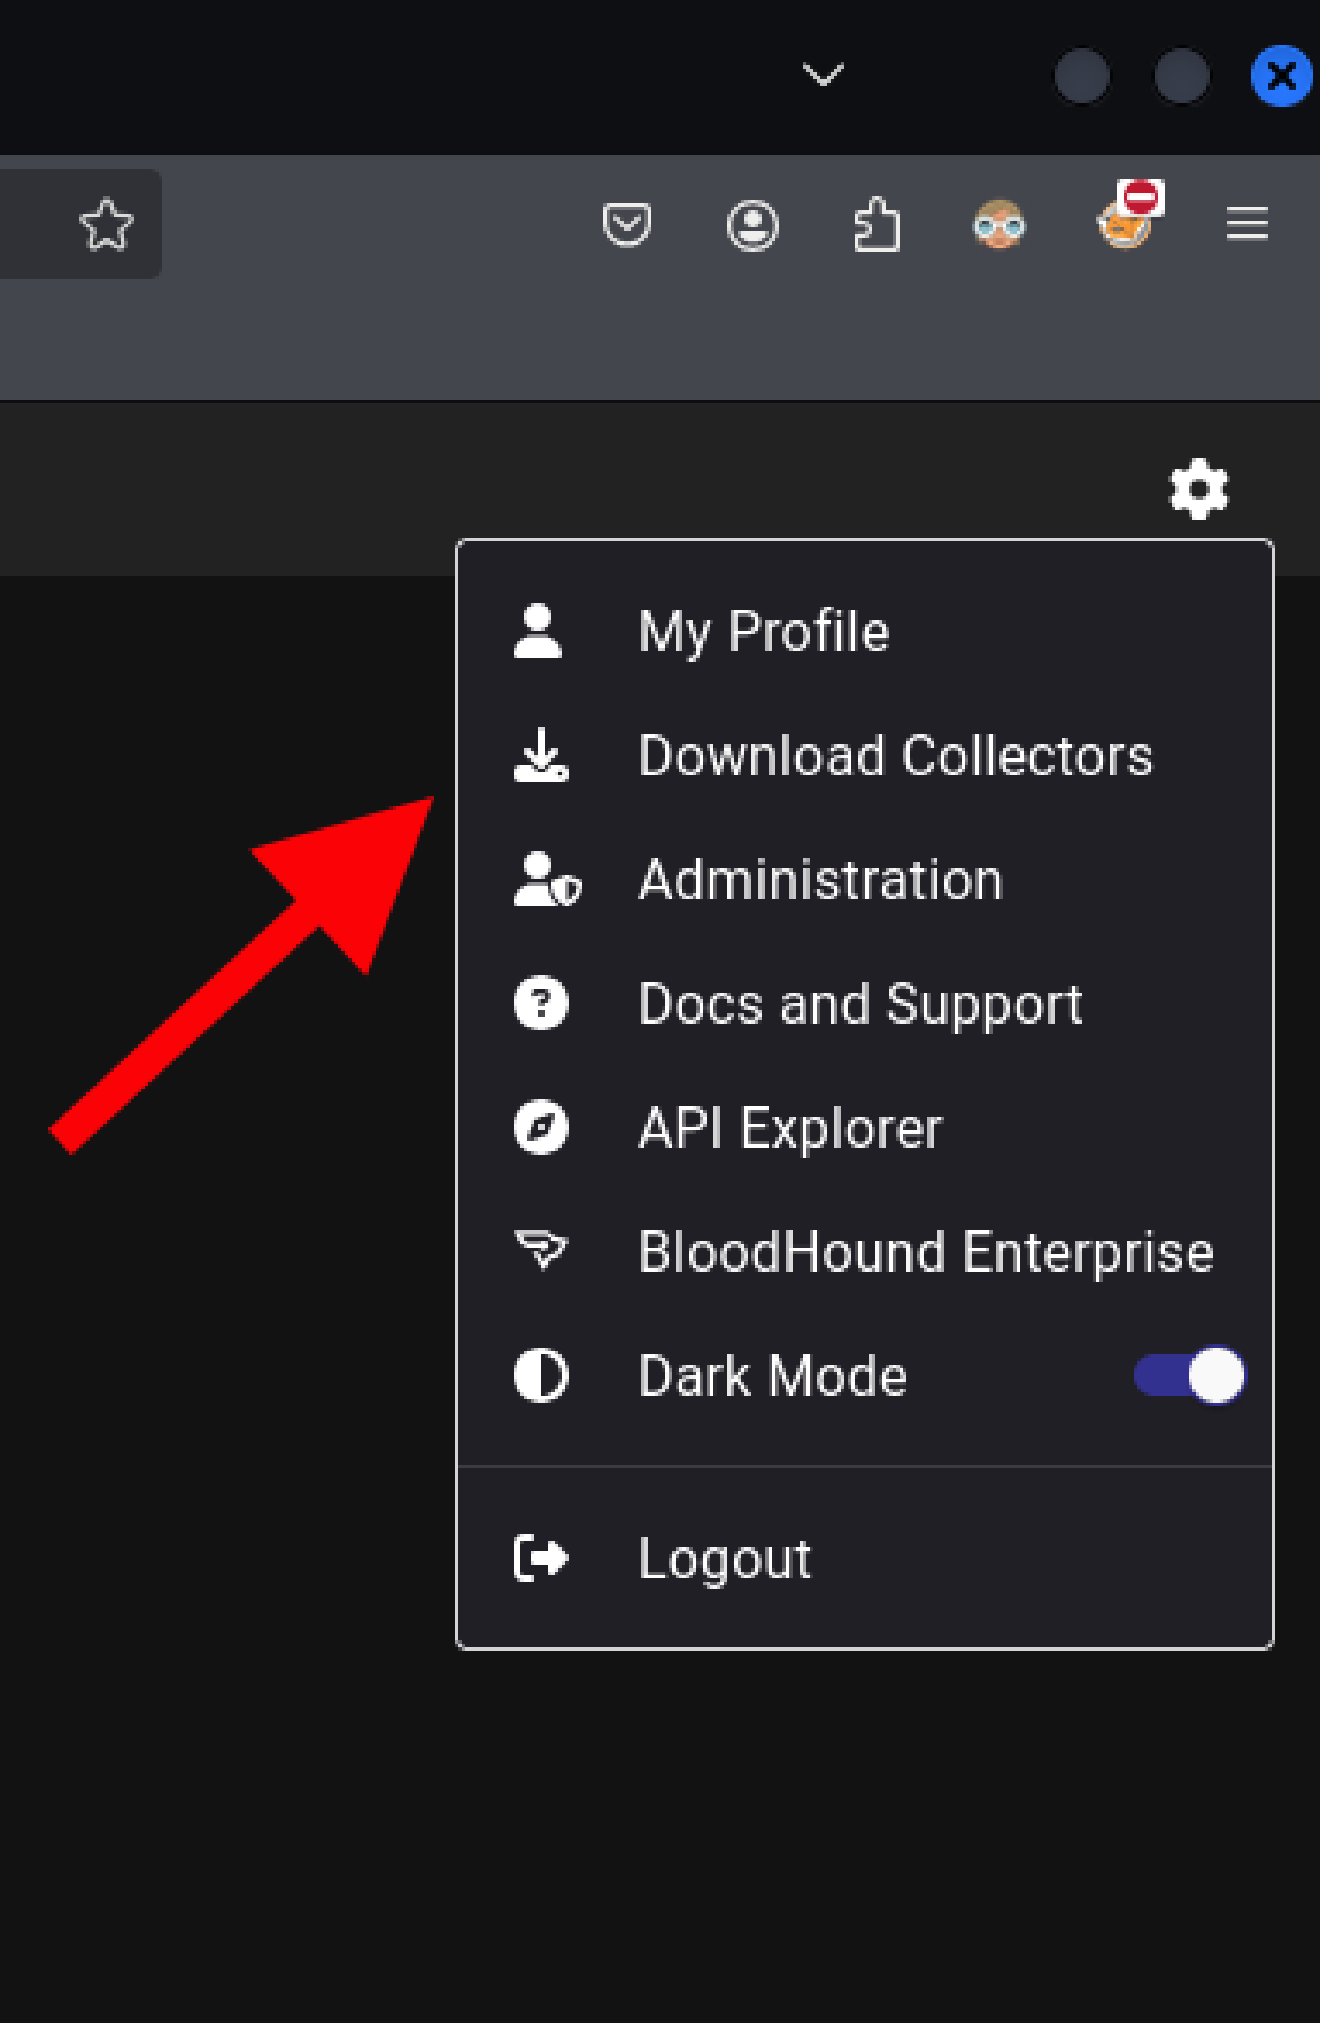 My Profile
Download Collectors
Administration
Docs and Support
API Explorer
BloodHound Enterprise
Dark Mode
Logout